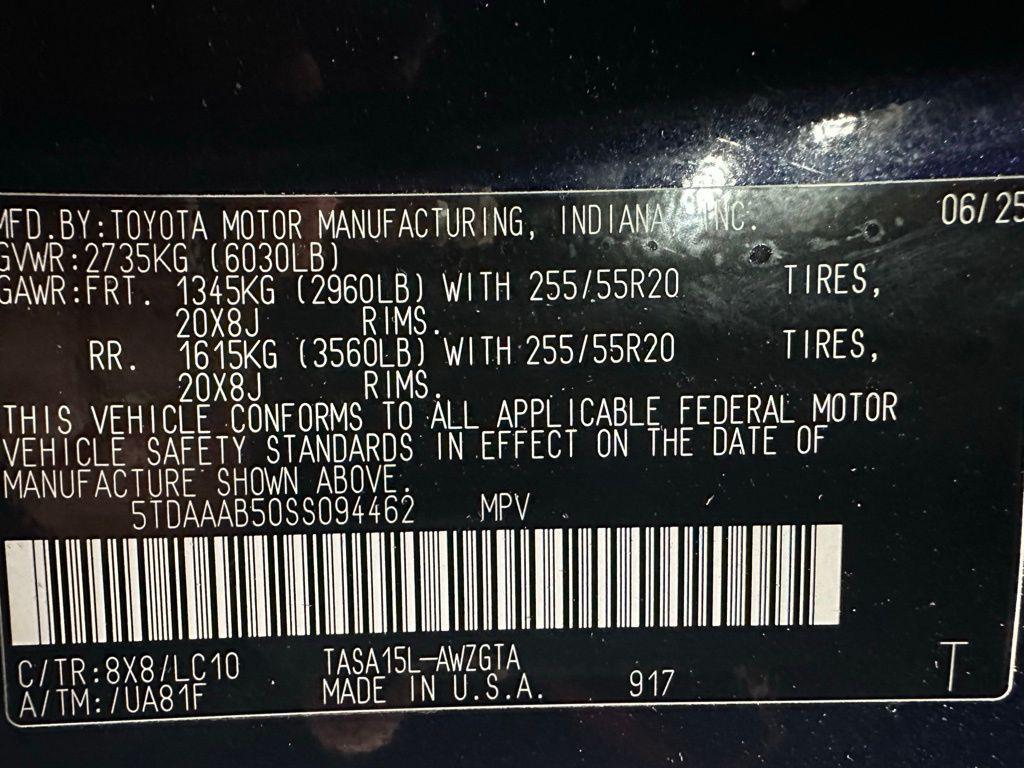 MFD.BY:TOYOTA MOTOR MANUFACTURING, INDIANA, INC. 06/25
GVWR:2735KG (6030LB)
GAWR:FRT. 1345KG (2960LB) WITH 255/55R20 TIRES,
20X8J RIMS.
RR. 1615KG (3560LB) WITH 255/55R20 TIRES,
20X8J RIMS.
THIS VEHICLE CONFORMS TO ALL APPLICABLE FEDERAL MOTOR
VEHICLE SAFETY STANDARDS IN EFFECT ON THE DATE OF
MANUFACTURE SHOWN ABOVE.
5TDAAAB50SS094462 MPV
C/TR:8X8/LC10 TASA15L-AWZGTA
A/TM:/UA81F MADE IN U.S.A. 917 T